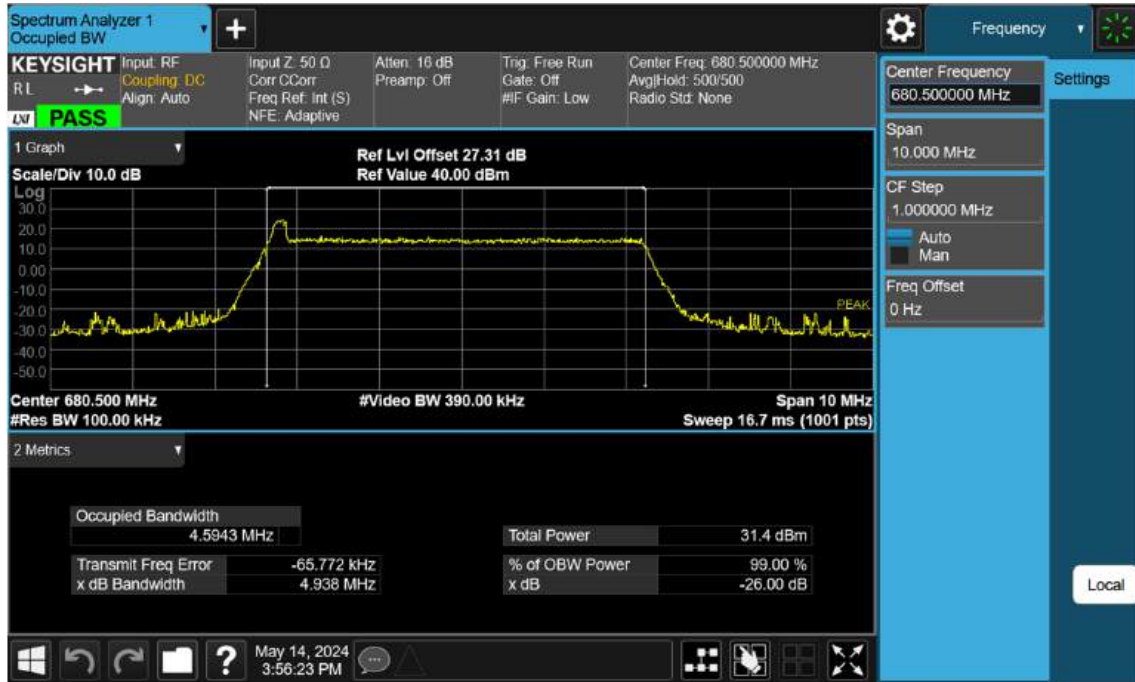 Spectrum Analyzer 1
Occupied BW
+
Frequency
KEYSIGHT
R L
LXI PASS
Input: RF
Coupling: DC
Align: Auto
Input Z: 50 Ω
Corr CCorr
Freq Ref: Int (S)
NFE: Adaptive
Atten: 16 dB
Preamp: Off
Trig: Free Run
Gate: Off
#IF Gain: Low
Center Freq: 680.500000 MHz
Avg|Hold: 500/500
Radio Std: None
Center Frequency
680.500000 MHz
Settings
Span
10.000 MHz
CF Step
1.000000 MHz
Auto
Man
Freq Offset
0 Hz
Local
1 Graph
Scale/Div 10.0 dB
Ref Lvl Offset 27.31 dB
Ref Value 40.00 dBm
Log
30.0
20.0
10.0
0.00
-10.0
-20.0
-30.0
-40.0
-50.0
PEAK
Center 680.500 MHz
#Video BW 390.00 kHz
Span 10 MHz
#Res BW 100.00 kHz
Sweep 16.7 ms (1001 pts)
2 Metrics
Occupied Bandwidth
4.5943 MHz
Total Power 31.4 dBm
Transmit Freq Error -65.772 kHz
% of OBW Power 99.00 %
x dB Bandwidth 4.938 MHz
x dB -26.00 dB
?
May 14, 2024
3:56:23 PM